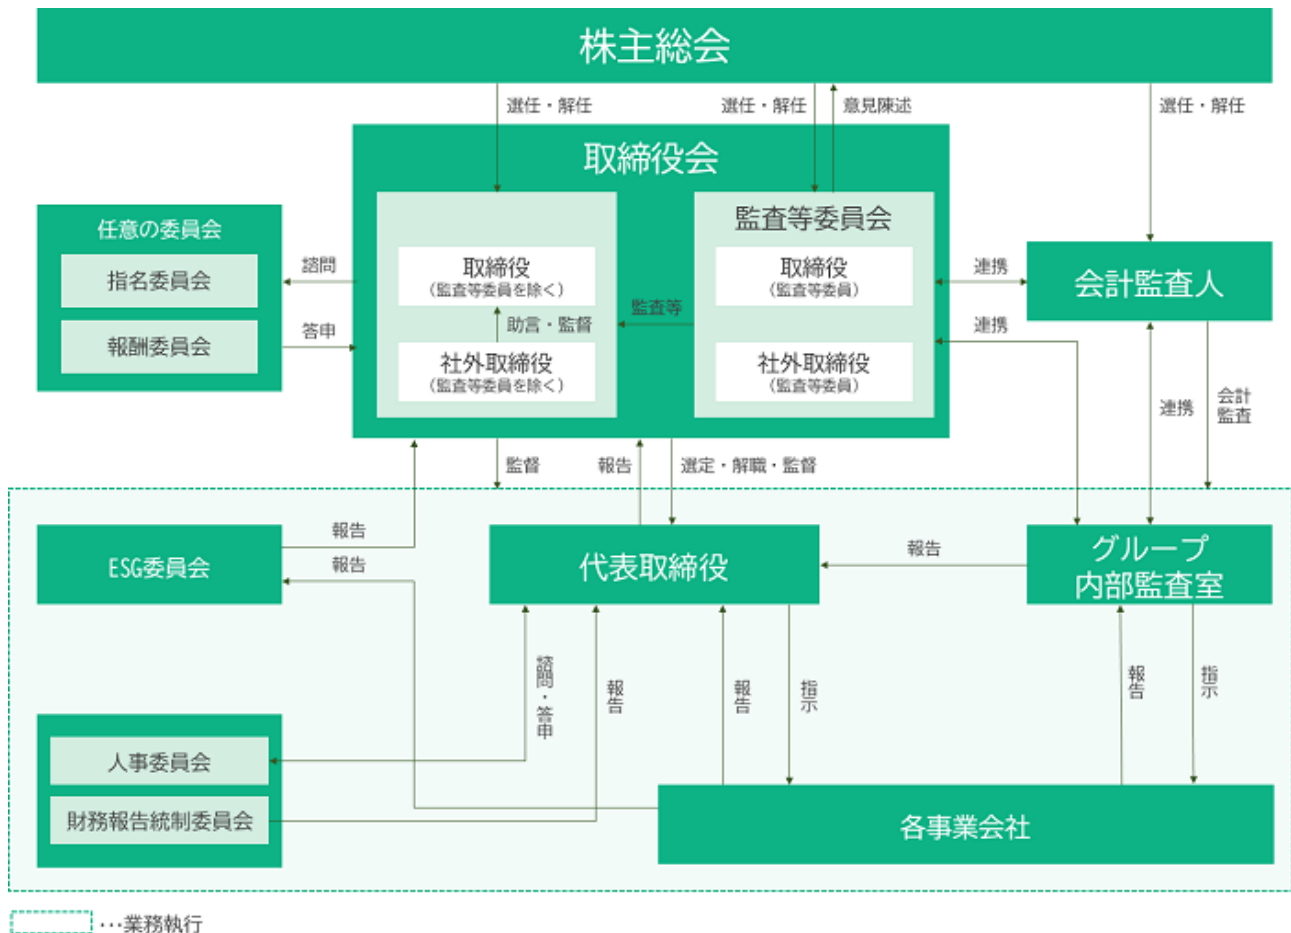 株主総会
選任・解任
選任・解任
意見陳述
選任・解任
取締役会
監査等委員会
任意の委員会
指名委員会
報酬委員会
諮問
答申
取締役
（監査等委員を除く）
助言・監督
社外取締役
（監査等委員を除く）
監査等
取締役
（監査等委員）
社外取締役
（監査等委員）
連携
連携
会計監査人
連携
会計
監査
監督
報告
選定・解職・監督
ESG委員会
報告
報告
代表取締役
報告
グループ
内部監査室
諮問・答申
報告
報告
指示
報告
指示
人事委員会
財務報告統制委員会
各事業会社
…業務執行